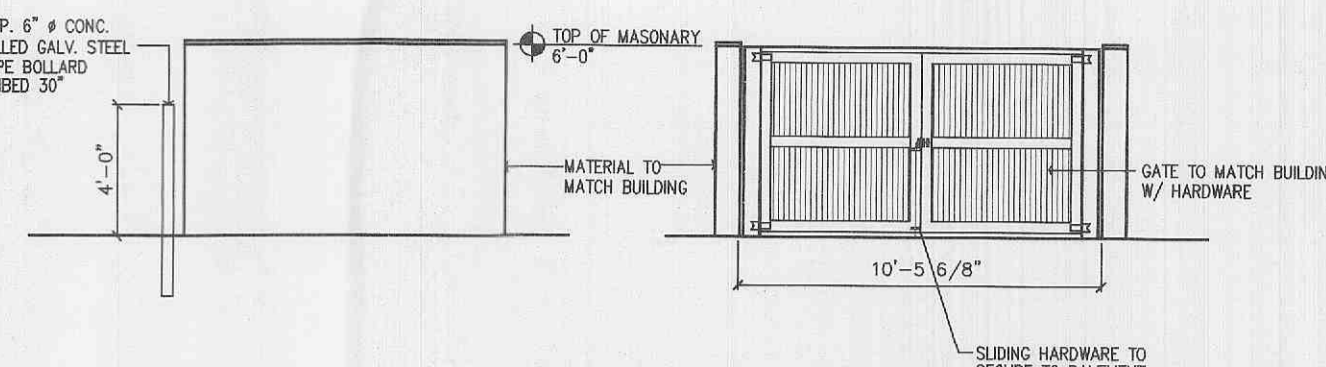 P. 6" ø CONC.
LLED GALV. STEEL
PE BOLLARD
MBED 30"
4'-0"
TOP OF MASONARY
6'-0"
MATERIAL TO
MATCH BUILDING
GATE TO MATCH BUILDIN
W/ HARDWARE
10'-5 6/8"
SLIDING HARDWARE TO